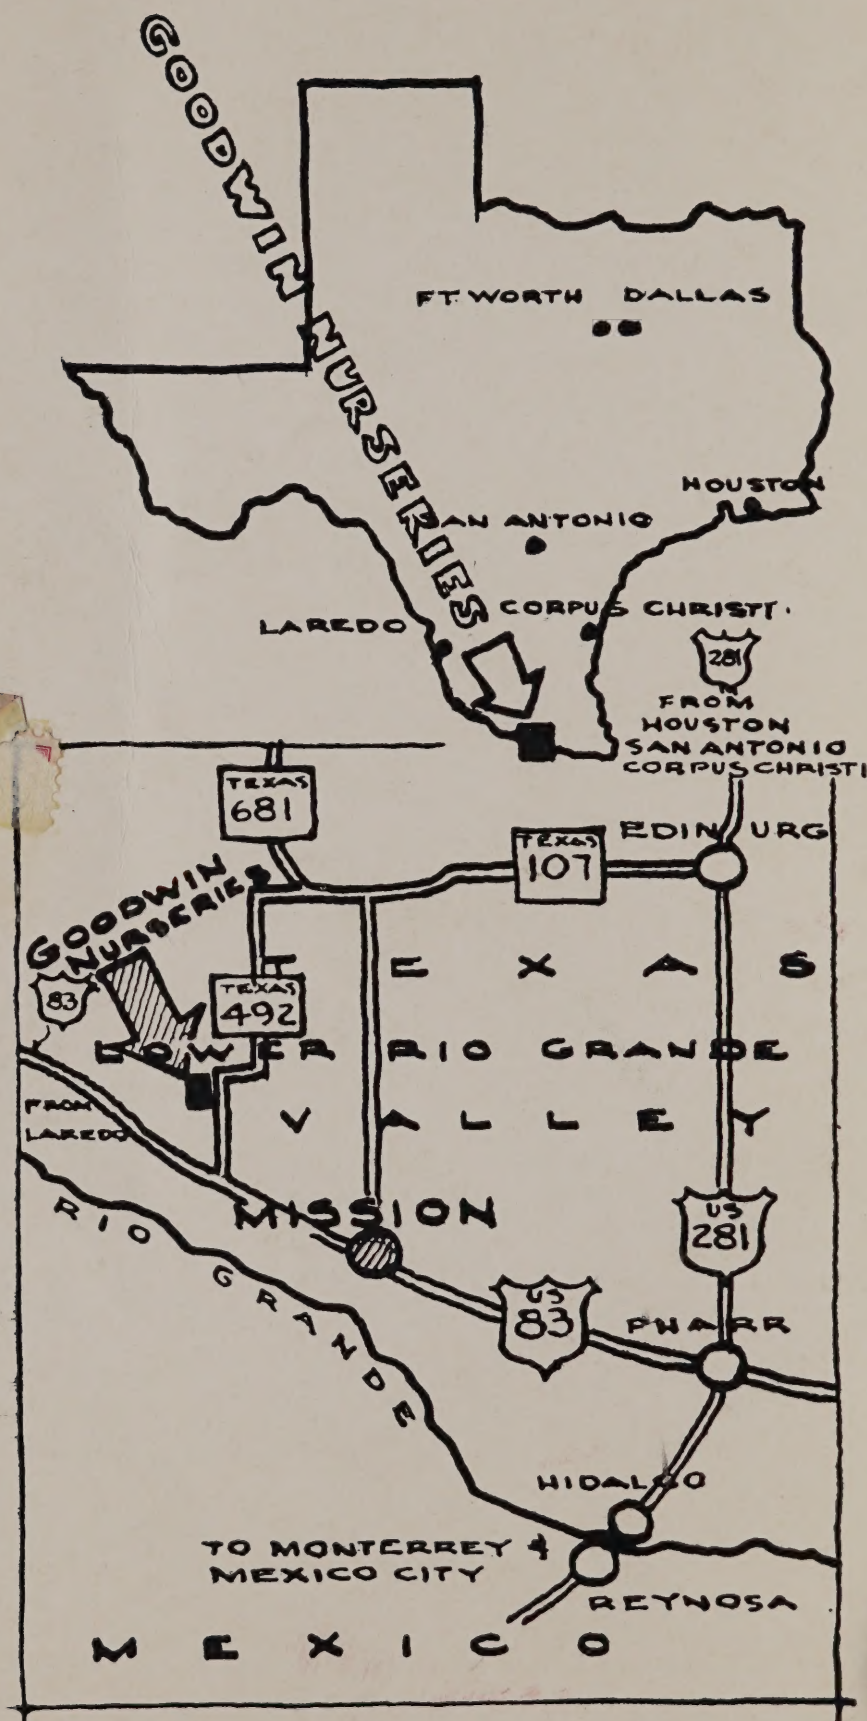 GOODWIN NURSERIES
FT. WORTH DALLAS
HOUSTON
SAN ANTONIO
CORPUS CHRISTI.
LAREDO
281
FROM
HOUSTON
SAN ANTONIO
CORPUS CHRISTI
TEXAS
681
EDINBURG
TEXAS
107
GOODWIN
NURSERIES
TEXAS
83
TEXAS
492
LOWER RIO GRANDE
VALLEY
FROM
LAREDO
RIO GRANDE
MISSION
US
281
US
83
PHARR
HIDALGO
TO MONTERREY &
MEXICO CITY
REYNOSA
MEXICO